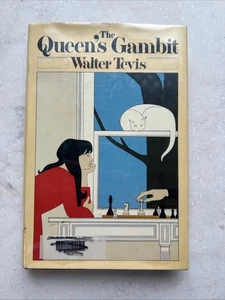 The
Queen's Gambit
Walter Tevis